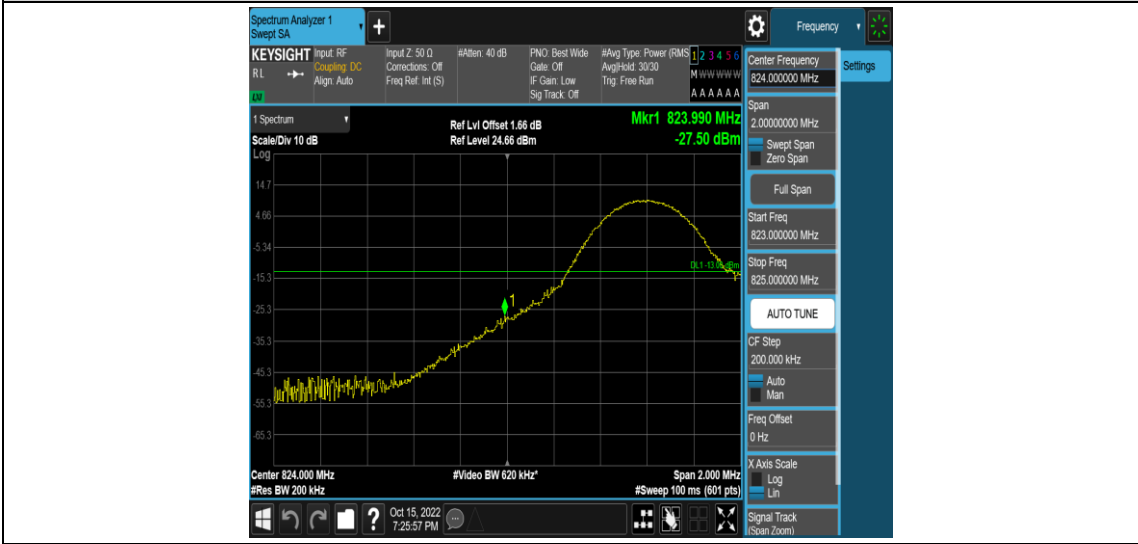 Spectrum Analyzer 1
Swept SA
Frequency
KEYSIGHT
RL
Input: RF
Coupling: DC
Align: Auto
Input Z: 50 Ω
Corrections: Off
Freq Ref: Int (S)
#Atten: 40 dB
PNO: Best Wide
Gate: Off
IF Gain: Low
Sig Track: Off
#Avg Type: Power (RMS
Avg|Hold: 30/30
Trig: Free Run
1 2 3 4 5 6
M W W W W W
A A A A A A
1 Spectrum
Scale/Div 10 dB
Log
Ref Lvl Offset 1.66 dB
Ref Level 24.66 dBm
Mkr1 823.990 MHz
-27.50 dBm
14.7
4.66
-5.34
-15.3
-25.3
-35.3
-45.3
-55.3
-65.3
1
Center 824.000 MHz
#Res BW 200 kHz
#Video BW 620 kHz*
Span 2.000 MHz
#Sweep 100 ms (601 pts)
?
Oct 15, 2022
7:25:57 PM
Center Frequency
824.000000 MHz
Settings
Span
2.00000000 MHz
Swept Span
Zero Span
Full Span
Start Freq
823.000000 MHz
Stop Freq
825.000000 MHz
AUTO TUNE
CF Step
200.000 kHz
Auto
Man
Freq Offset
0 Hz
X Axis Scale
Log
Lin
Signal Track
(Span Zoom)